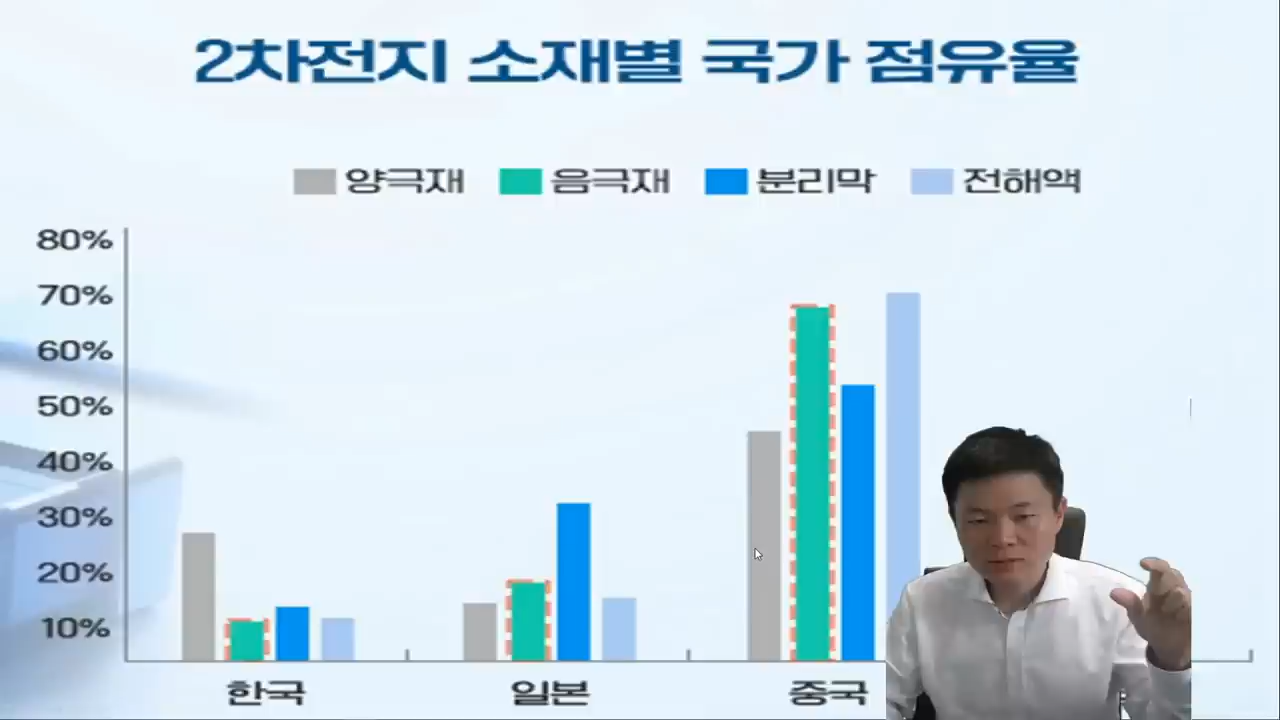 2차전지 소재별 국가 점유율
양극재 음극재 분리막 전해액
80%
70%
60%
50%
40%
30%
20%
10%
한국 일본 중국